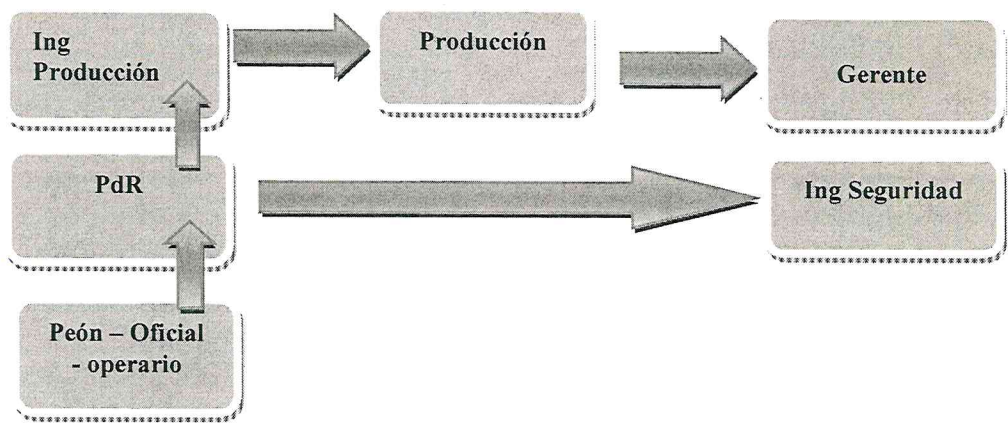 Ing
Producción
Producción
Gerente
PdR
Ing Seguridad
Peón – Oficial
- operario